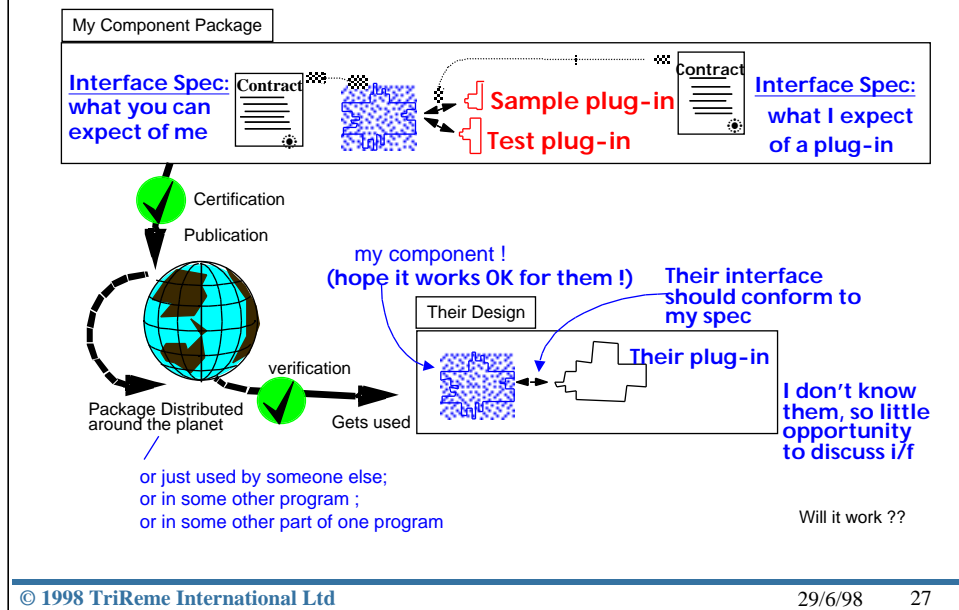 My Component Package
Interface Spec:
what you can
expect of me
Contract
Sample plug-in
Test plug-in
Contract
Interface Spec:
what I expect
of a plug-in
Certification
Publication
my component !
(hope it works OK for them !)
Their interface
should conform to
my spec
Their Design
Their plug-in
verification
Package Distributed
around the planet
Gets used
I don't know
them, so little
opportunity
to discuss i/f
or just used by someone else;
or in some other program ;
or in some other part of one program
Will it work ??
© 1998 TriReme International Ltd
29/6/98 27